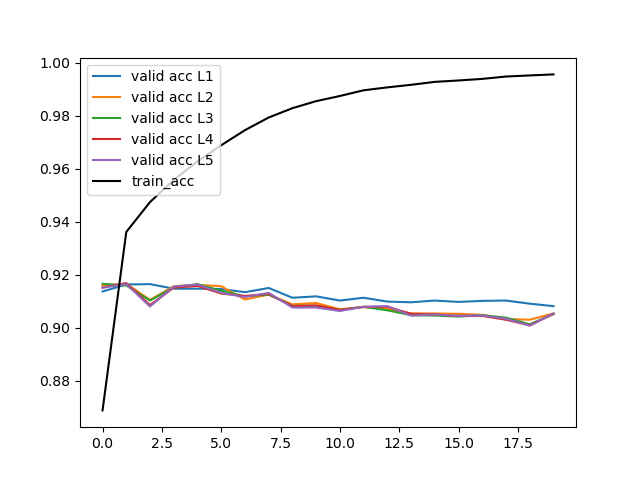 1.00
0.98
0.96
0.94
0.92
0.90
0.88
valid acc L1
valid acc L2
valid acc L3
valid acc L4
valid acc L5
train_acc
0.0 2.5 5.0 7.5 10.0 12.5 15.0 17.5